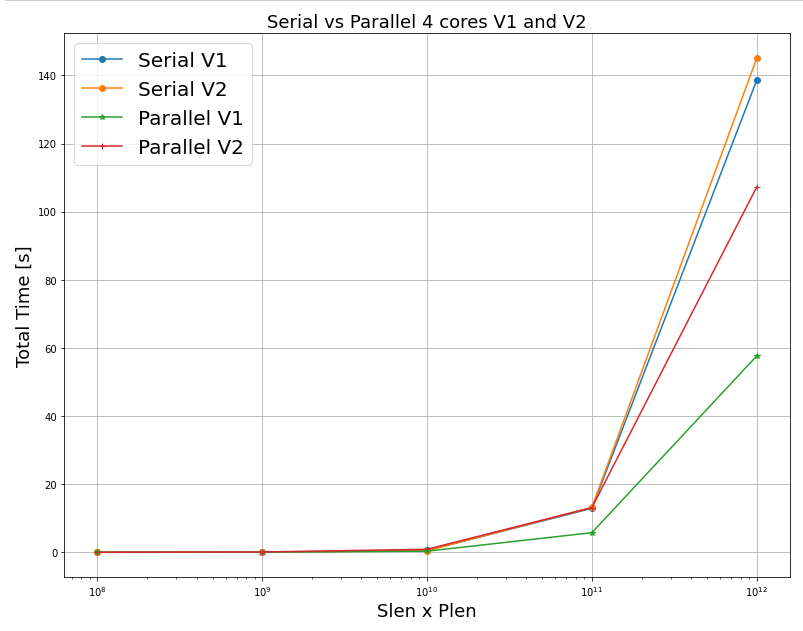 Serial vs Parallel 4 cores V1 and V2
Serial V1
Serial V2
Parallel V1
Parallel V2
Total Time [s]
140
120
100
80
60
40
20
0
10⁸ 10⁹ 10¹⁰ 10¹¹ 10¹²
Slen x Plen